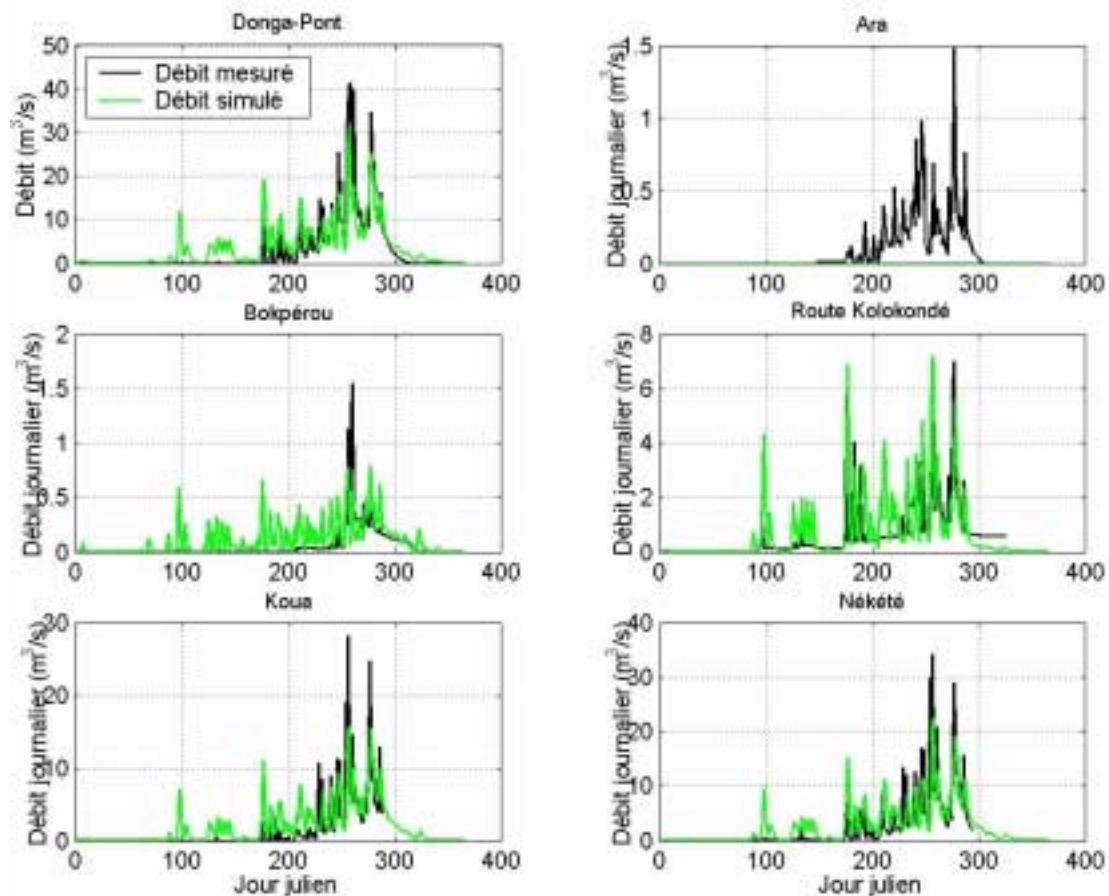 Donga-Pont
Débit (m³/s)
50
40
30
20
10
0
Débit mesuré
Débit simulé
0 100 200 300 400
Ara
Débit journalier (m³/s)
1.5
1
0.5
0
0 100 200 300 400
Bokpérou
Débit journalier (m³/s)
2
1.5
1
0.5
0
0 100 200 300 400
Route Kolokondé
Débit journalier (m³/s)
8
6
4
2
0
0 100 200 300 400
Koua
Débit journalier (m³/s)
30
20
10
0
0 100 200 300 400
Jour julien
Nékété
Débit journalier (m³/s)
40
30
20
10
0
0 100 200 300 400
Jour julien